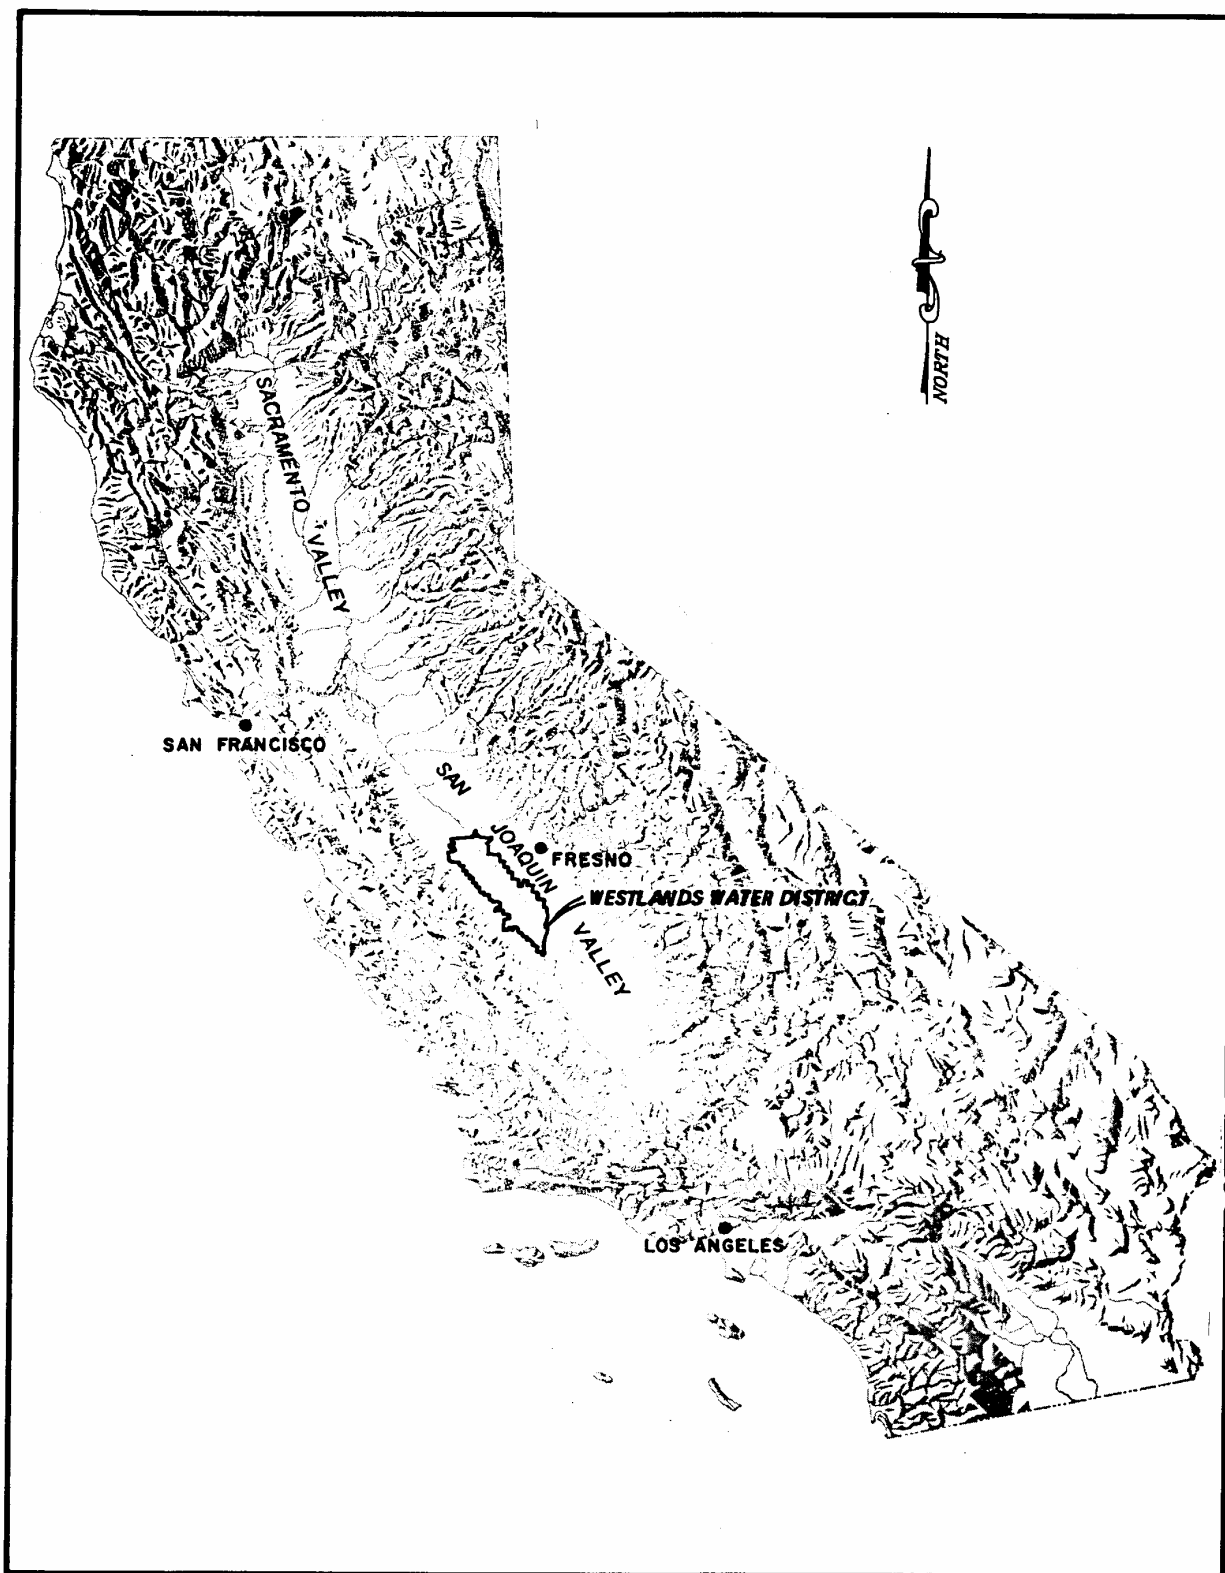 NORTH
SACRAMENTO VALLEY
SAN FRANCISCO
SAN JOAQUIN VALLEY
FRESNO
WESTLANDS WATER DISTRICT
LOS ANGELES